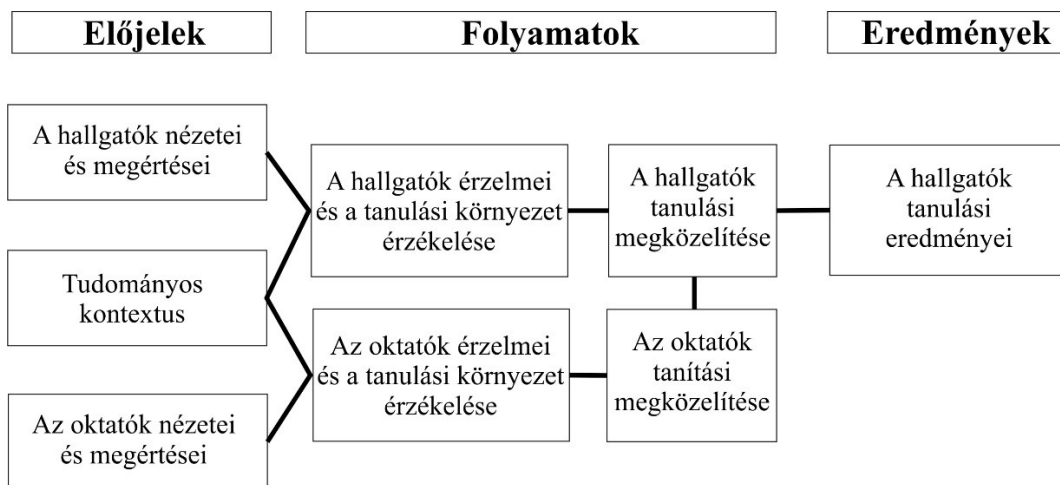 Előjelek
Folyamatok
Eredmények
A hallgatók nézetei
és megértései
Tudományos
kontextus
Az oktatók nézetei
és megértései
A hallgatók érzelmei
és a tanulási környezet
érzékelése
Az oktatók érzelmei
és a tanulási környezet
érzékelése
A hallgatók
tanulási
megközelítése
Az oktatók
tanítási
megközelítése
A hallgatók
tanulási
eredményei